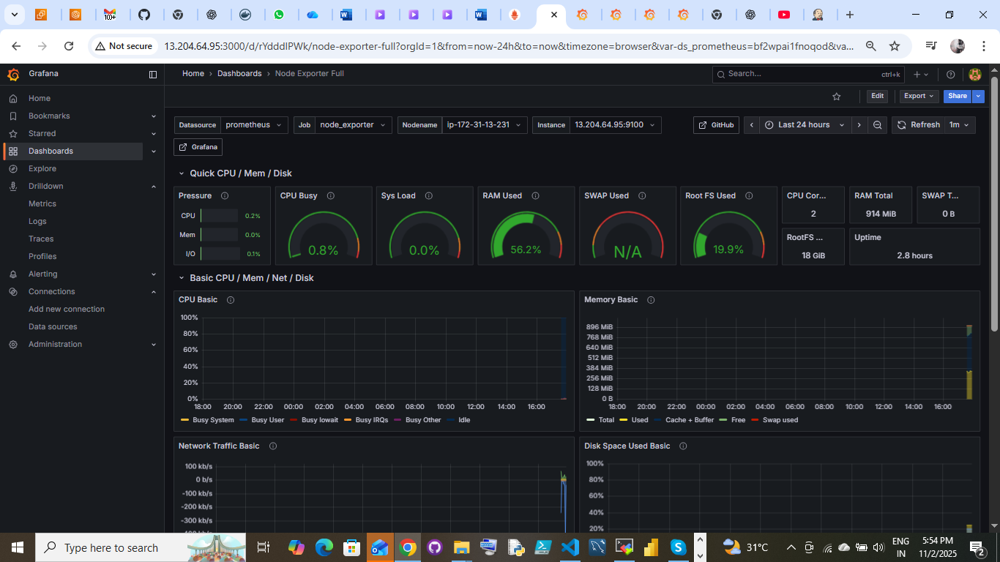 100+
Not secure
13.204.64.95:3000/d/rYdddlPWk/node-exporter-full?orgId=1&from=now-24h&to=now&timezone=browser&var-ds_prometheus=bf2wpai1fnoqod&va...
Grafana
Home › Dashboards › Node Exporter Full
Search...
ctrl+k
Edit
Export
Share
Home
Bookmarks
Starred
Dashboards
Explore
Drilldown
Metrics
Logs
Traces
Profiles
Alerting
Connections
Add new connection
Data sources
Administration
Datasource prometheus
Job node_exporter
Nodename ip-172-31-13-231
Instance 13.204.64.95:9100
GitHub
Last 24 hours
Refresh 1m
Grafana
Quick CPU / Mem / Disk
Pressure
CPU 0.2%
Mem 0.0%
I/O 0.1%
CPU Busy
0.8%
Sys Load
0.0%
RAM Used
56.2%
SWAP Used
N/A
Root FS Used
19.9%
CPU Cor...
2
RAM Total
914 MiB
SWAP T...
0 B
RootFS ...
18 GiB
Uptime
2.8 hours
Basic CPU / Mem / Net / Disk
CPU Basic
100%
80%
60%
40%
20%
0%
18:00 20:00 22:00 00:00 02:00 04:00 06:00 08:00 10:00 12:00 14:00 16:00
Busy System Busy User Busy Iowait Busy IRQs Busy Other Idle
Memory Basic
896 MiB
768 MiB
640 MiB
512 MiB
384 MiB
256 MiB
128 MiB
0 B
18:00 20:00 22:00 00:00 02:00 04:00 06:00 08:00 10:00 12:00 14:00 16:00
Total Used Cache + Buffer Free Swap used
Network Traffic Basic
100 kb/s
0 b/s
-100 kb/s
-200 kb/s
-300 kb/s
Disk Space Used Basic
100%
80%
60%
40%
20%
Type here to search
31°C
ENG
IN
5:54 PM
11/2/2025
2